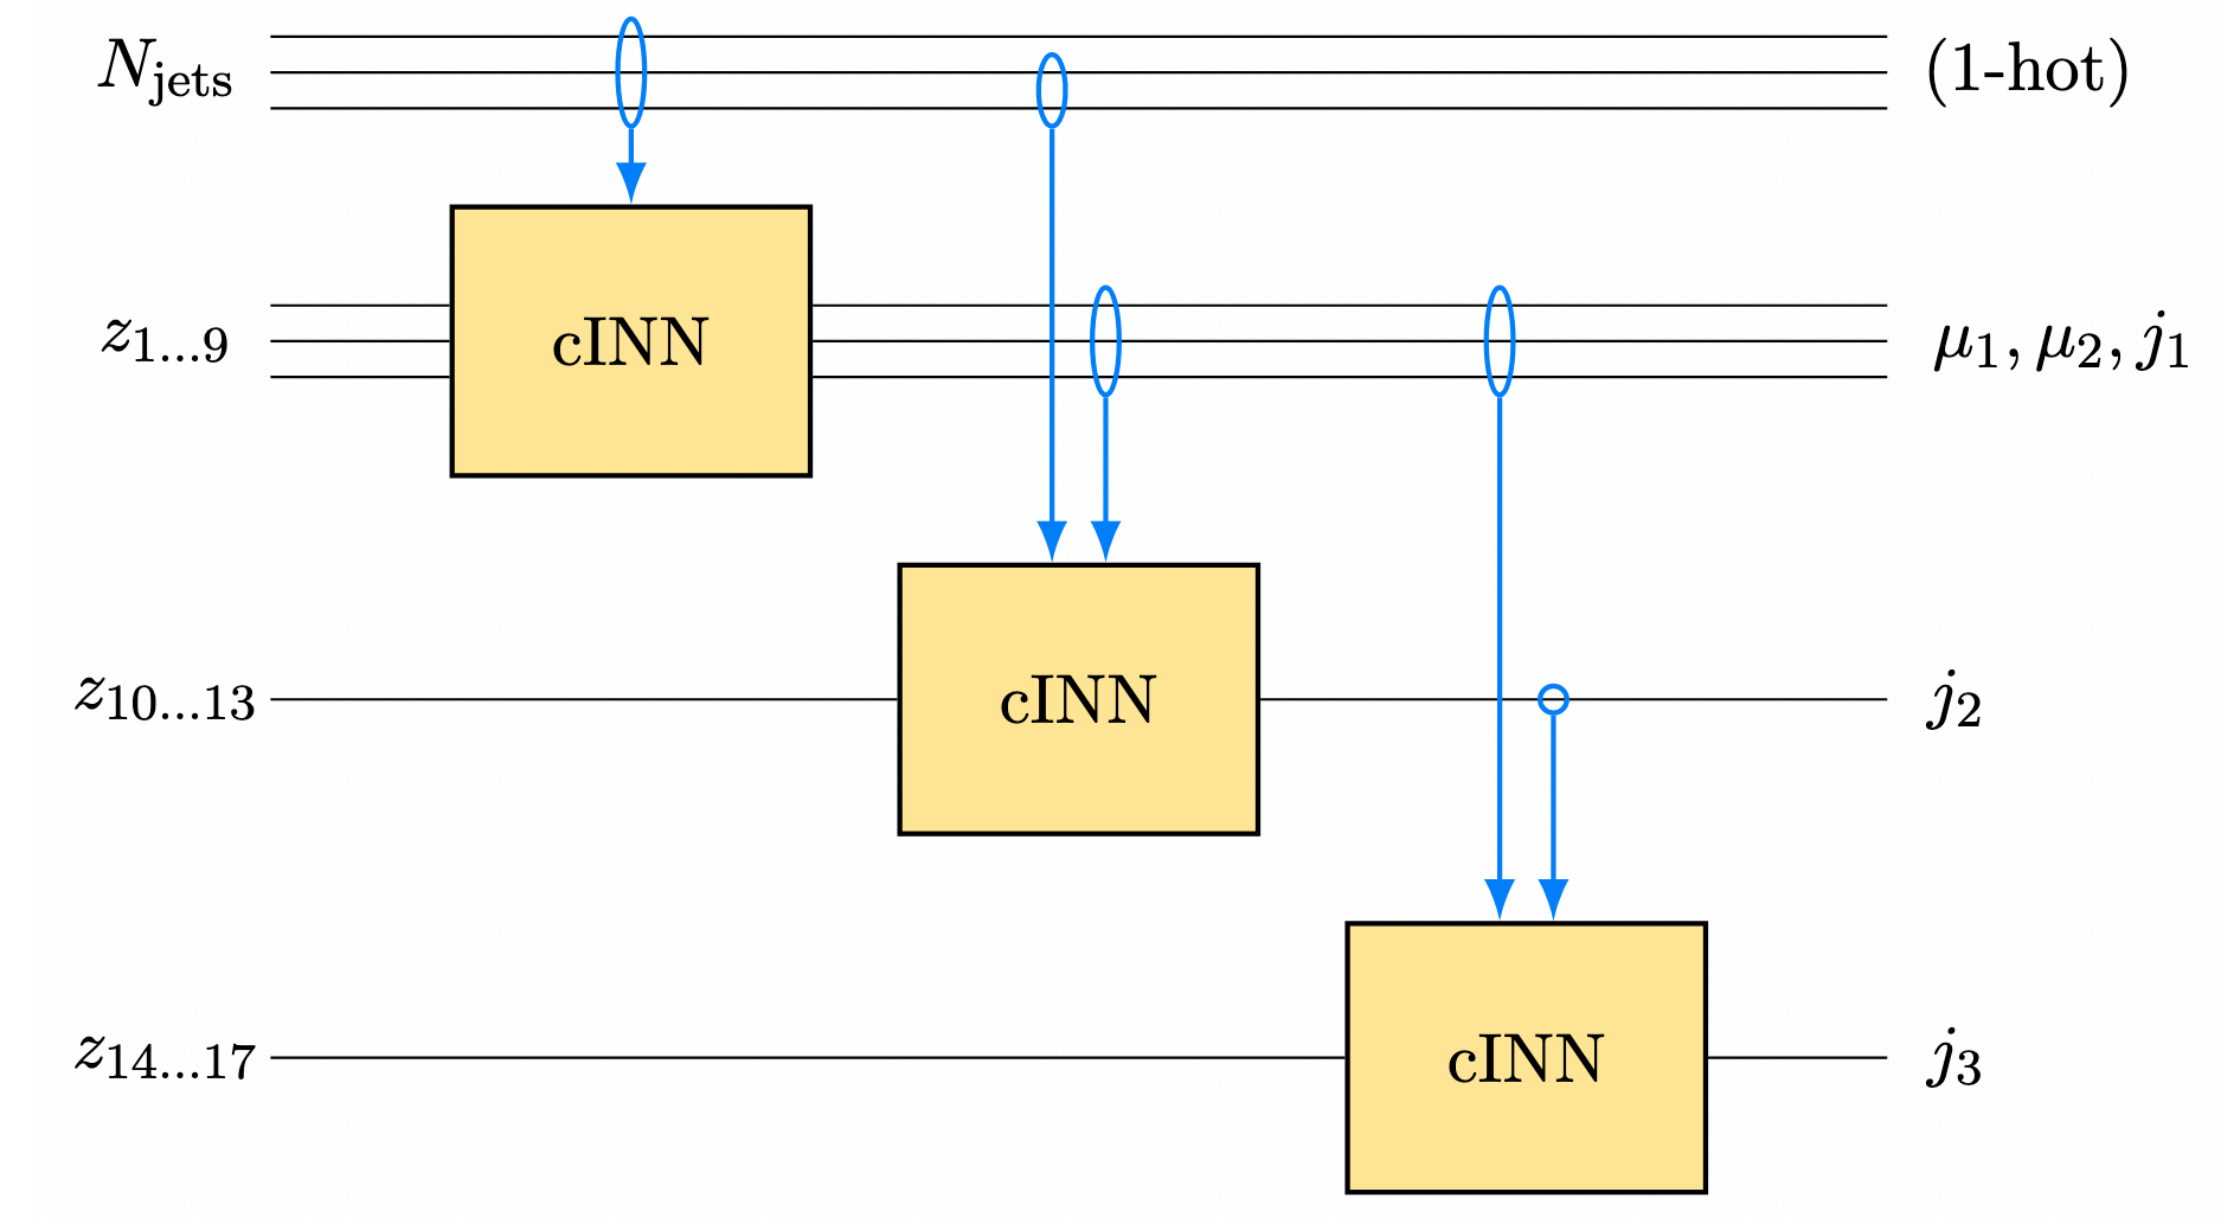 N_jets (1-hot)
cINN
z_1...9 μ_1, μ_2, j_1
cINN
z_10...13 j_2
cINN
z_14...17 j_3